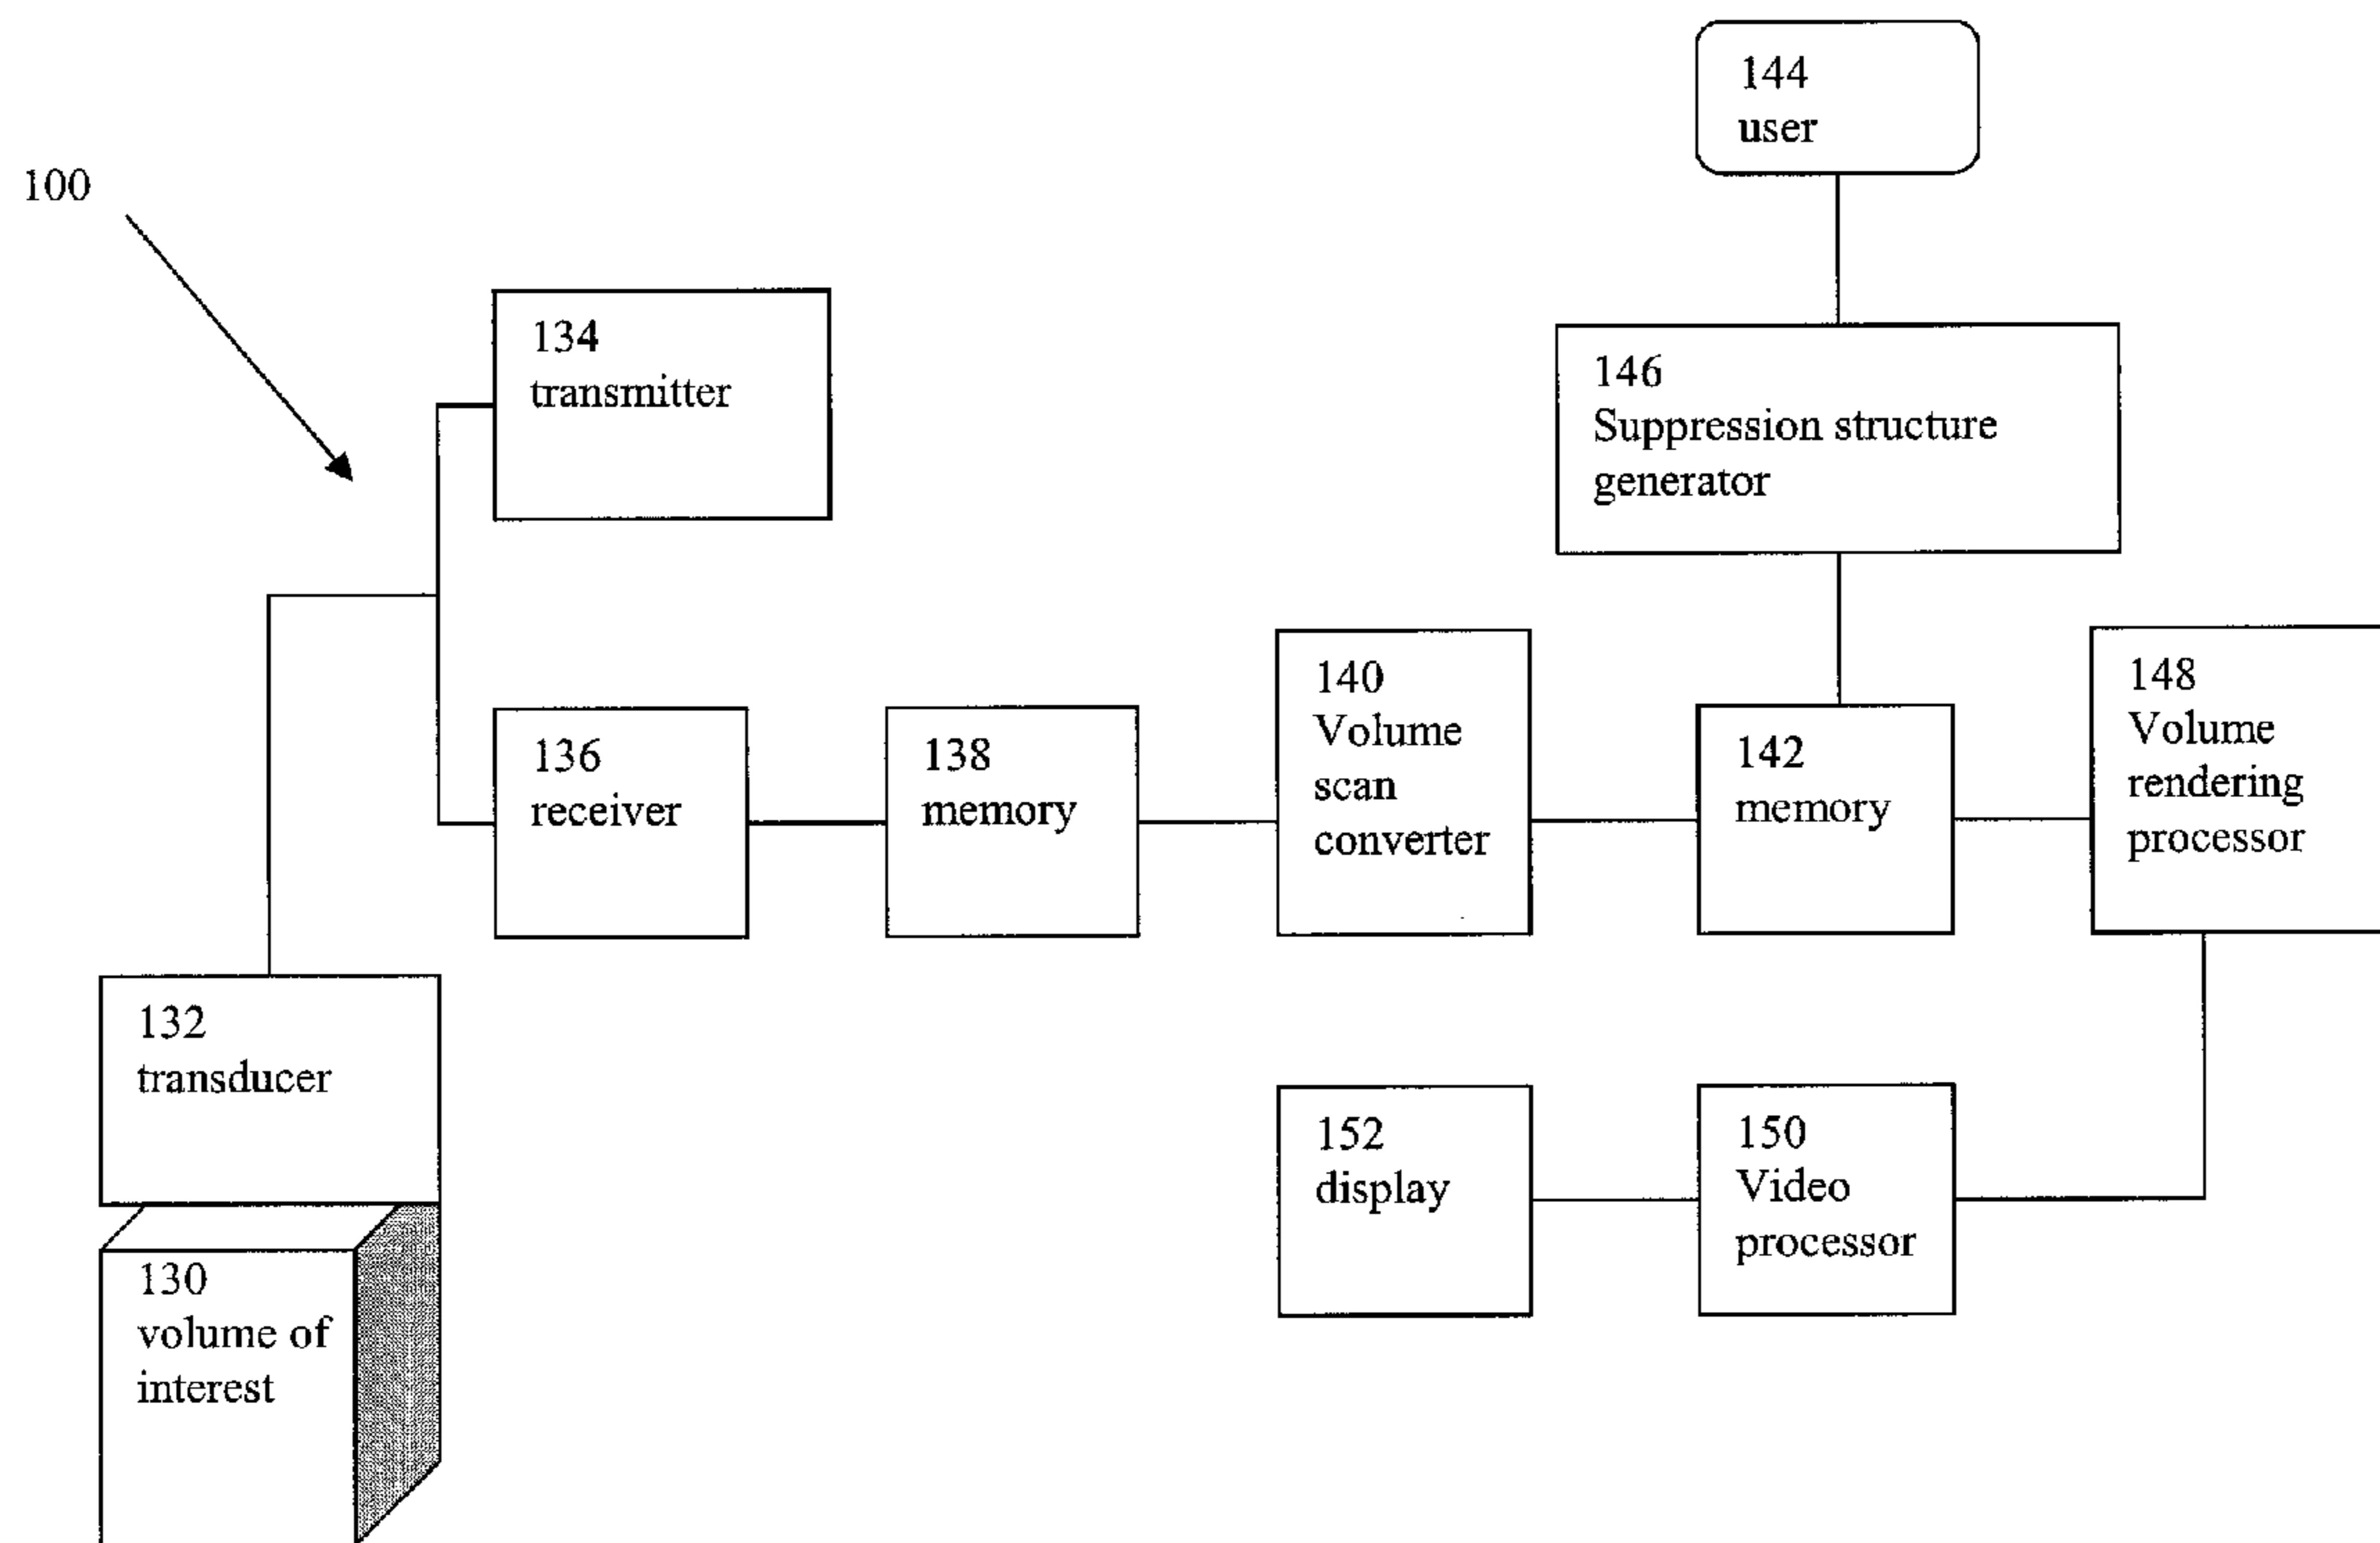 144
user
100
134
transmitter
146
Suppression structure
generator
136
receiver
138
memory
140
Volume
scan
converter
142
memory
148
Volume
rendering
processor
132
transducer
152
display
150
Video
processor
130
volume of
interest